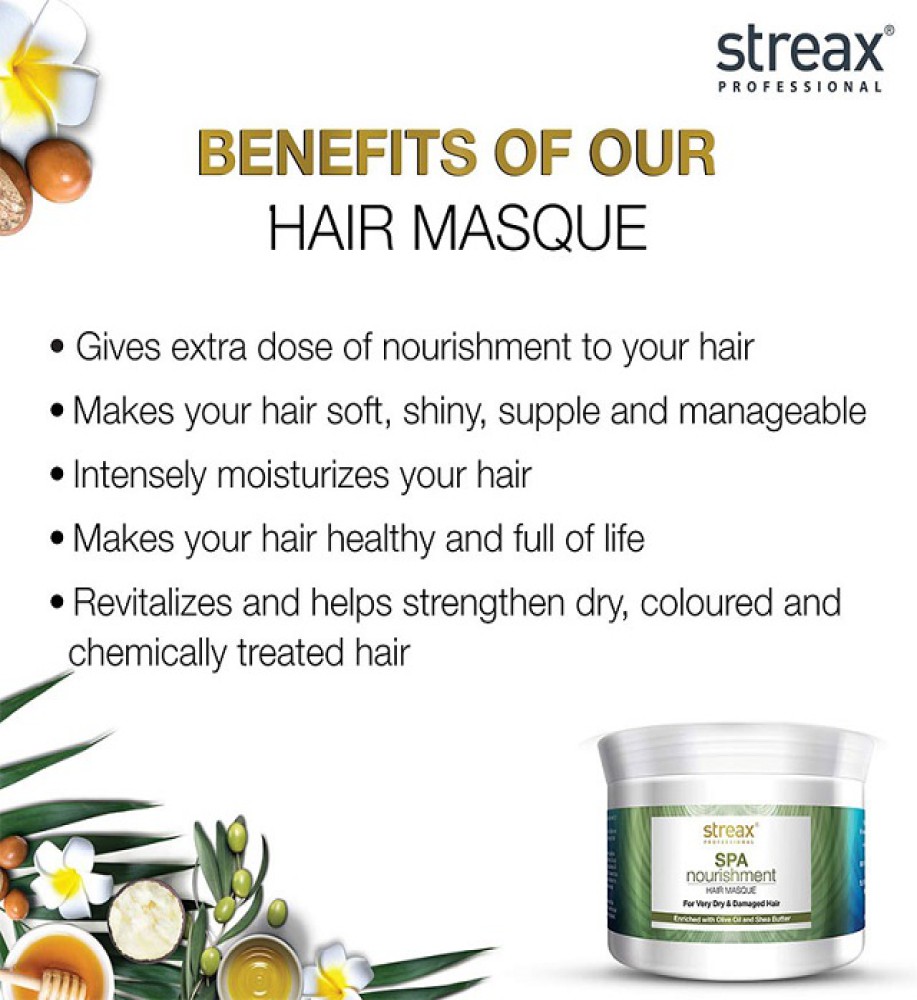 streax®
PROFESSIONAL
BENEFITS OF OUR
HAIR MASQUE
• Gives extra dose of nourishment to your hair
• Makes your hair soft, shiny, supple and manageable
• Intensely moisturizes your hair
• Makes your hair healthy and full of life
• Revitalizes and helps strengthen dry, coloured and
chemically treated hair
streax®
PROFESSIONAL
SPA
nourishment
HAIR MASQUE
For Very Dry & Damaged Hair
Enriched with Olive Oil and Shea Butter